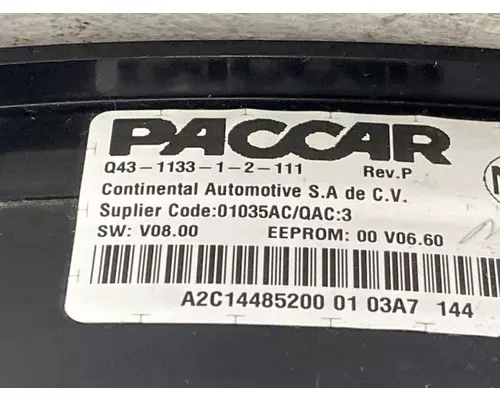 PACCAR
Q43-1133-1-2-111 Rev.P
Continental Automotive S.A de C.V.
Suplier Code:01035AC/QAC:3
SW: V08.00 EEPROM: 00 V06.60
A2C14485200 01 03A7 144